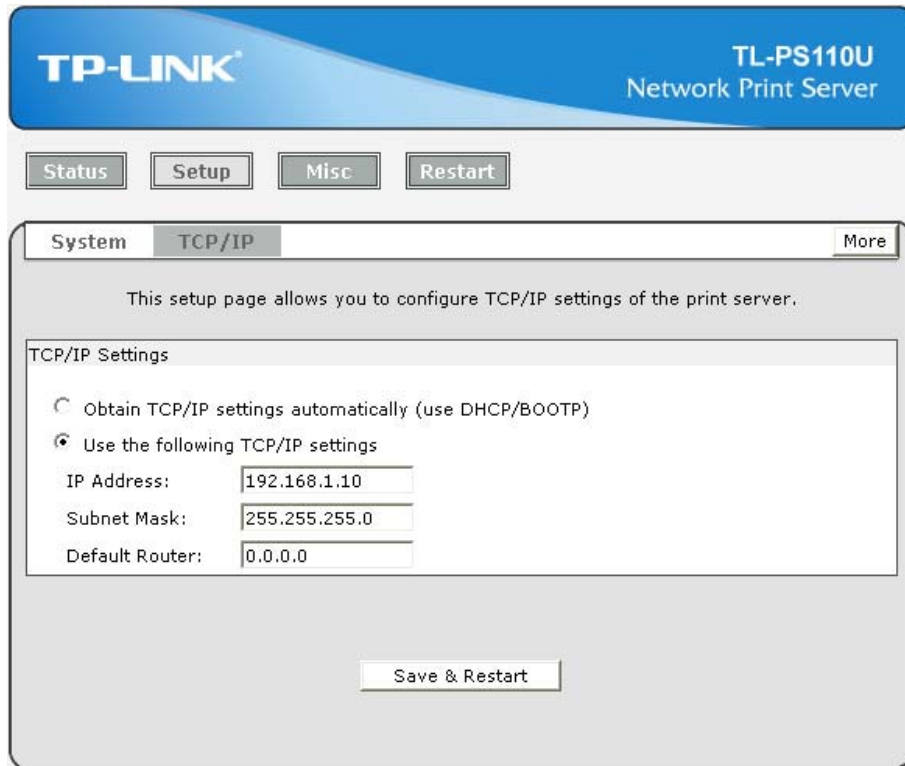 TP-LINK®
TL-PS110U
Network Print Server
Status Setup Misc Restart
System TCP/IP More
This setup page allows you to configure TCP/IP settings of the print server.
TCP/IP Settings
Obtain TCP/IP settings automatically (use DHCP/BOOTP)
Use the following TCP/IP settings
IP Address: 192.168.1.10
Subnet Mask: 255.255.255.0
Default Router: 0.0.0.0
Save & Restart